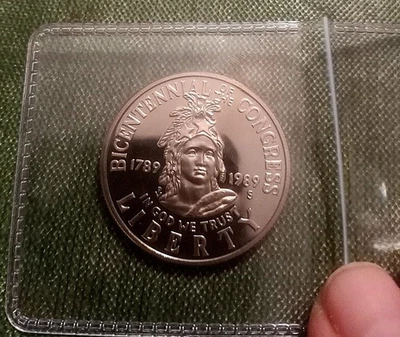 BICENTENNIAL OF THE CONGRESS
1789 1989
S
IN GOD WE TRUST
LIBERTY